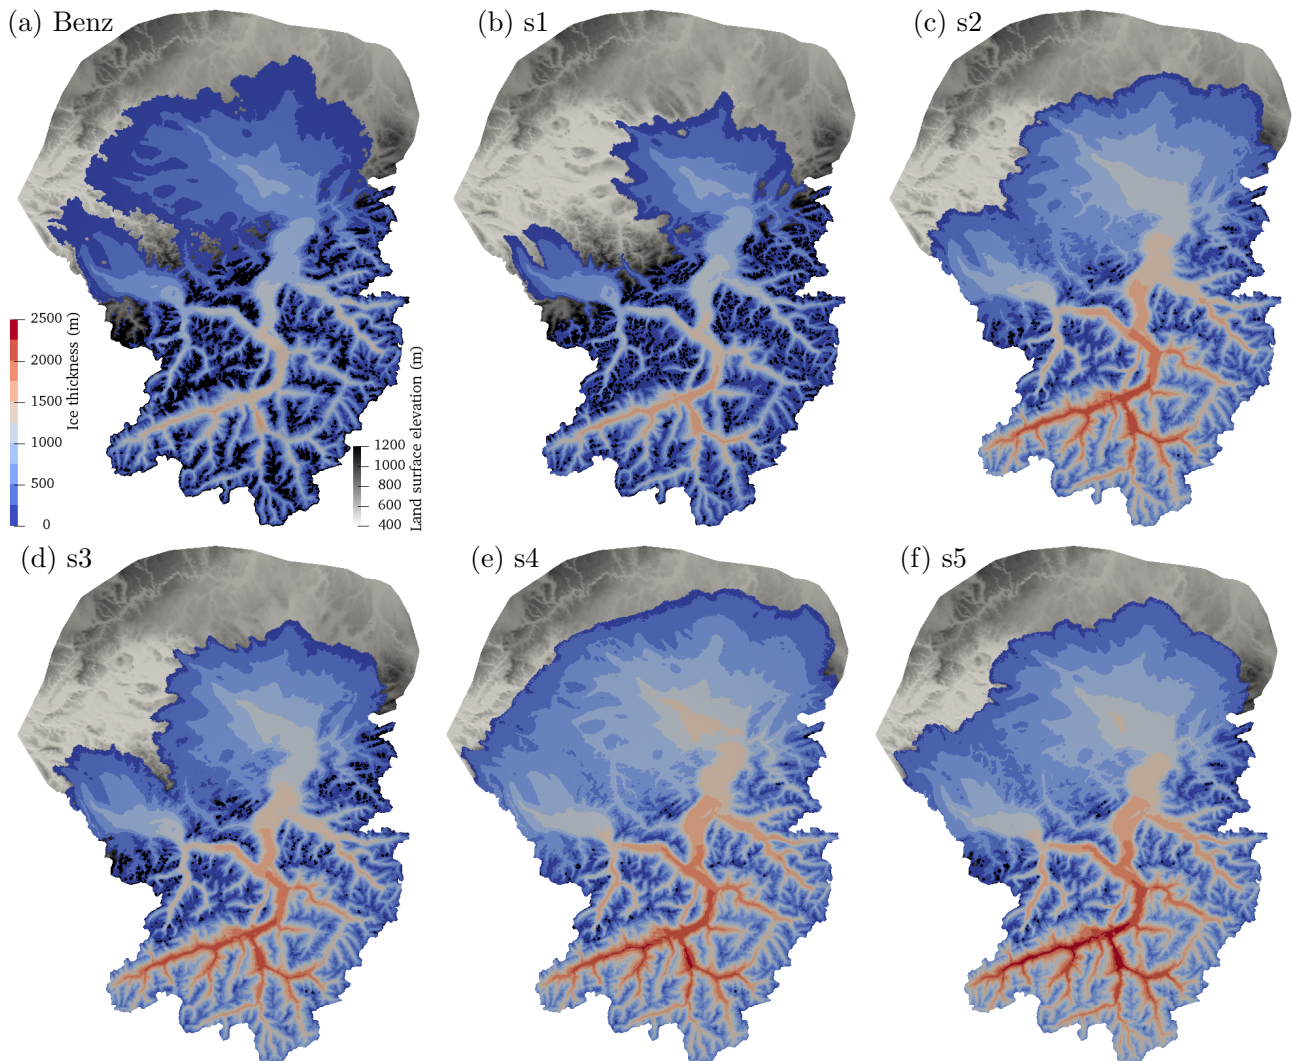 (a) Benz
(b) s1
(c) s2
2500
2000
1500
1000
500
0
Ice thickness (m)
1200
1000
800
600
400
Land surface elevation (m)
(d) s3
(e) s4
(f) s5